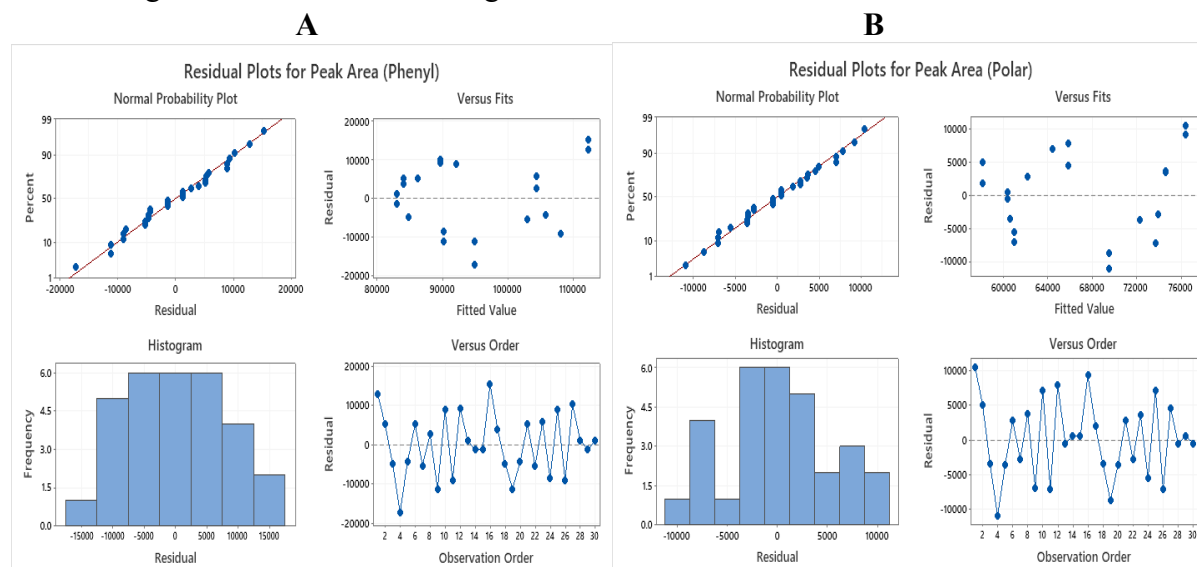 A
B
Residual Plots for Peak Area (Phenyl)
Normal Probability Plot
Versus Fits
99
90
50
10
1
Percent
-20000 -10000 0 10000 20000
Residual
20000
10000
0
-10000
-20000
Residual
80000 90000 100000 110000
Fitted Value
Histogram
Versus Order
6.0
4.5
3.0
1.5
0.0
Frequency
-15000 -10000 -5000 0 5000 10000 15000
Residual
20000
10000
0
-10000
-20000
Residual
2 4 6 8 10 12 14 16 18 20 22 24 26 28 30
Observation Order
Residual Plots for Peak Area (Polar)
Normal Probability Plot
Versus Fits
99
90
50
10
1
Percent
-10000 -5000 0 5000 10000
Residual
10000
5000
0
-5000
-10000
Residual
60000 64000 68000 72000 76000
Fitted Value
Histogram
Versus Order
6.0
4.5
3.0
1.5
0.0
Frequency
-10000 -5000 0 5000 10000
Residual
10000
5000
0
-5000
-10000
Residual
2 4 6 8 10 12 14 16 18 20 22 24 26 28 30
Observation Order